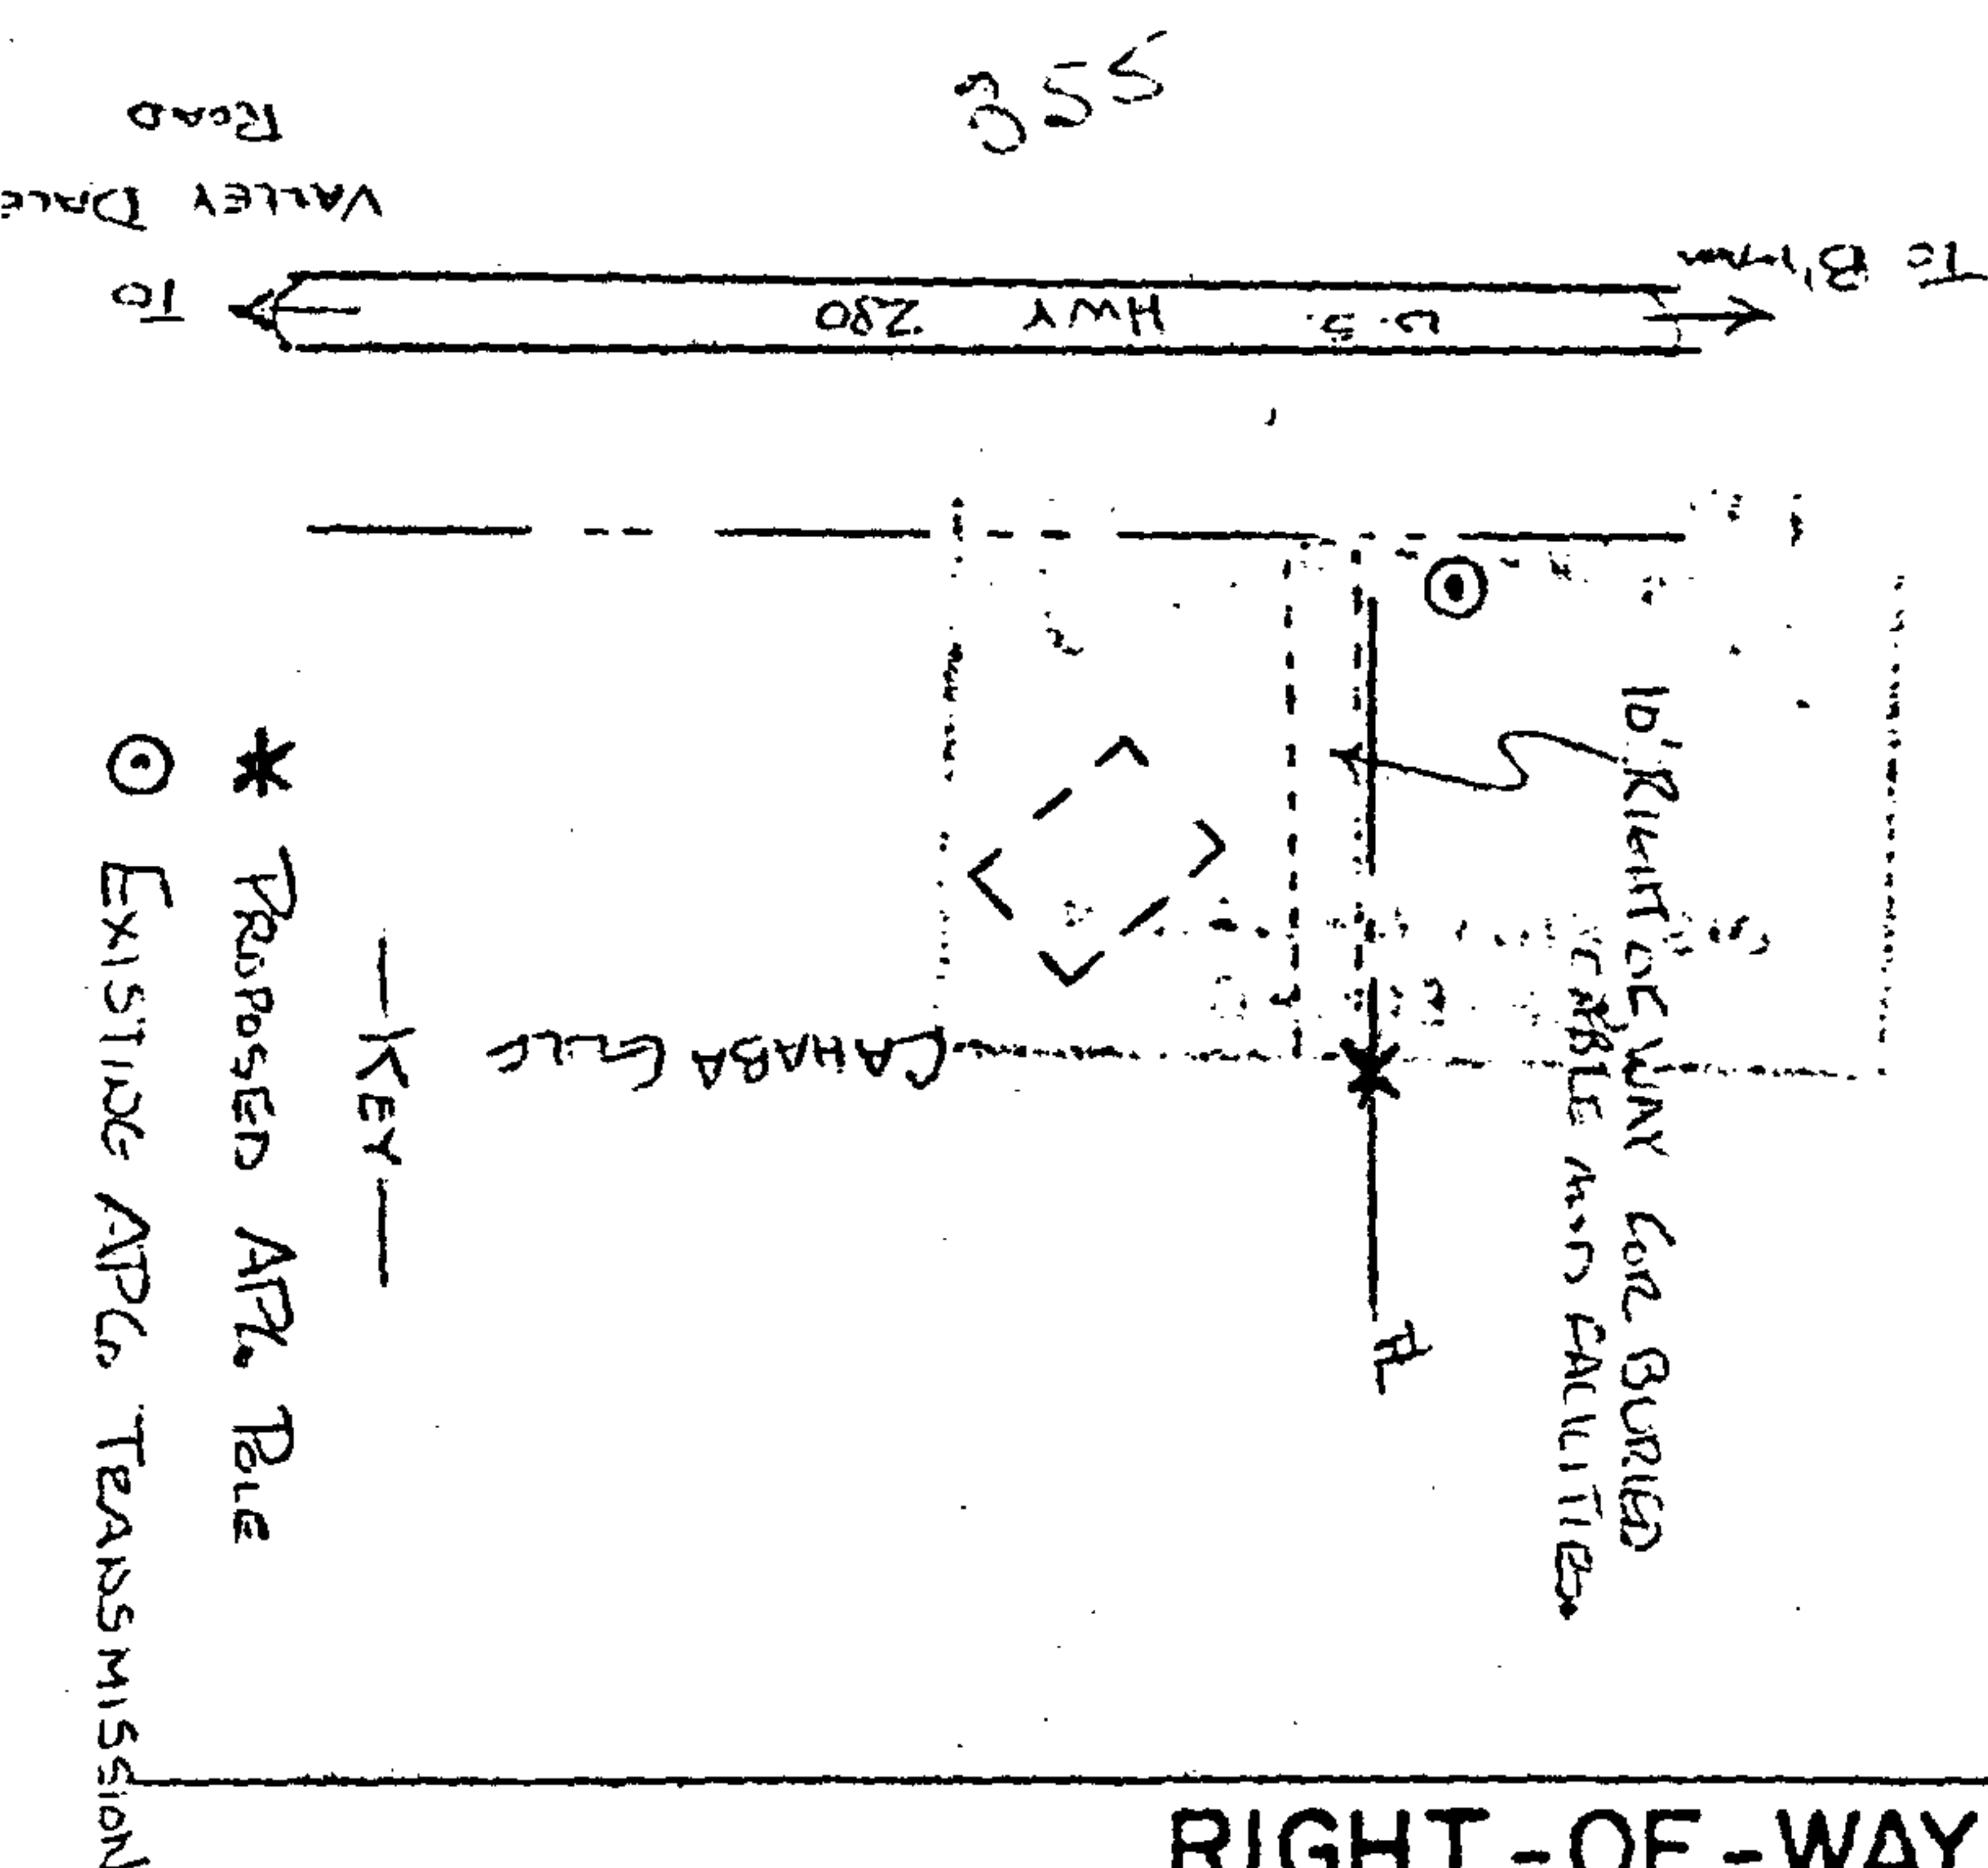 355
VALLEY DALE
ROAD
TO
U.S. HWY 280
To B'ham
10' RIGHT OF WAY FOR BURIED
CABLE AND FACILITIES
CAHABA
PL
—KEY—
* PROPOSED APCo. POLE
⊙ EXISTING APCo. TRANSMISSION
RIGHT-OF-WAY